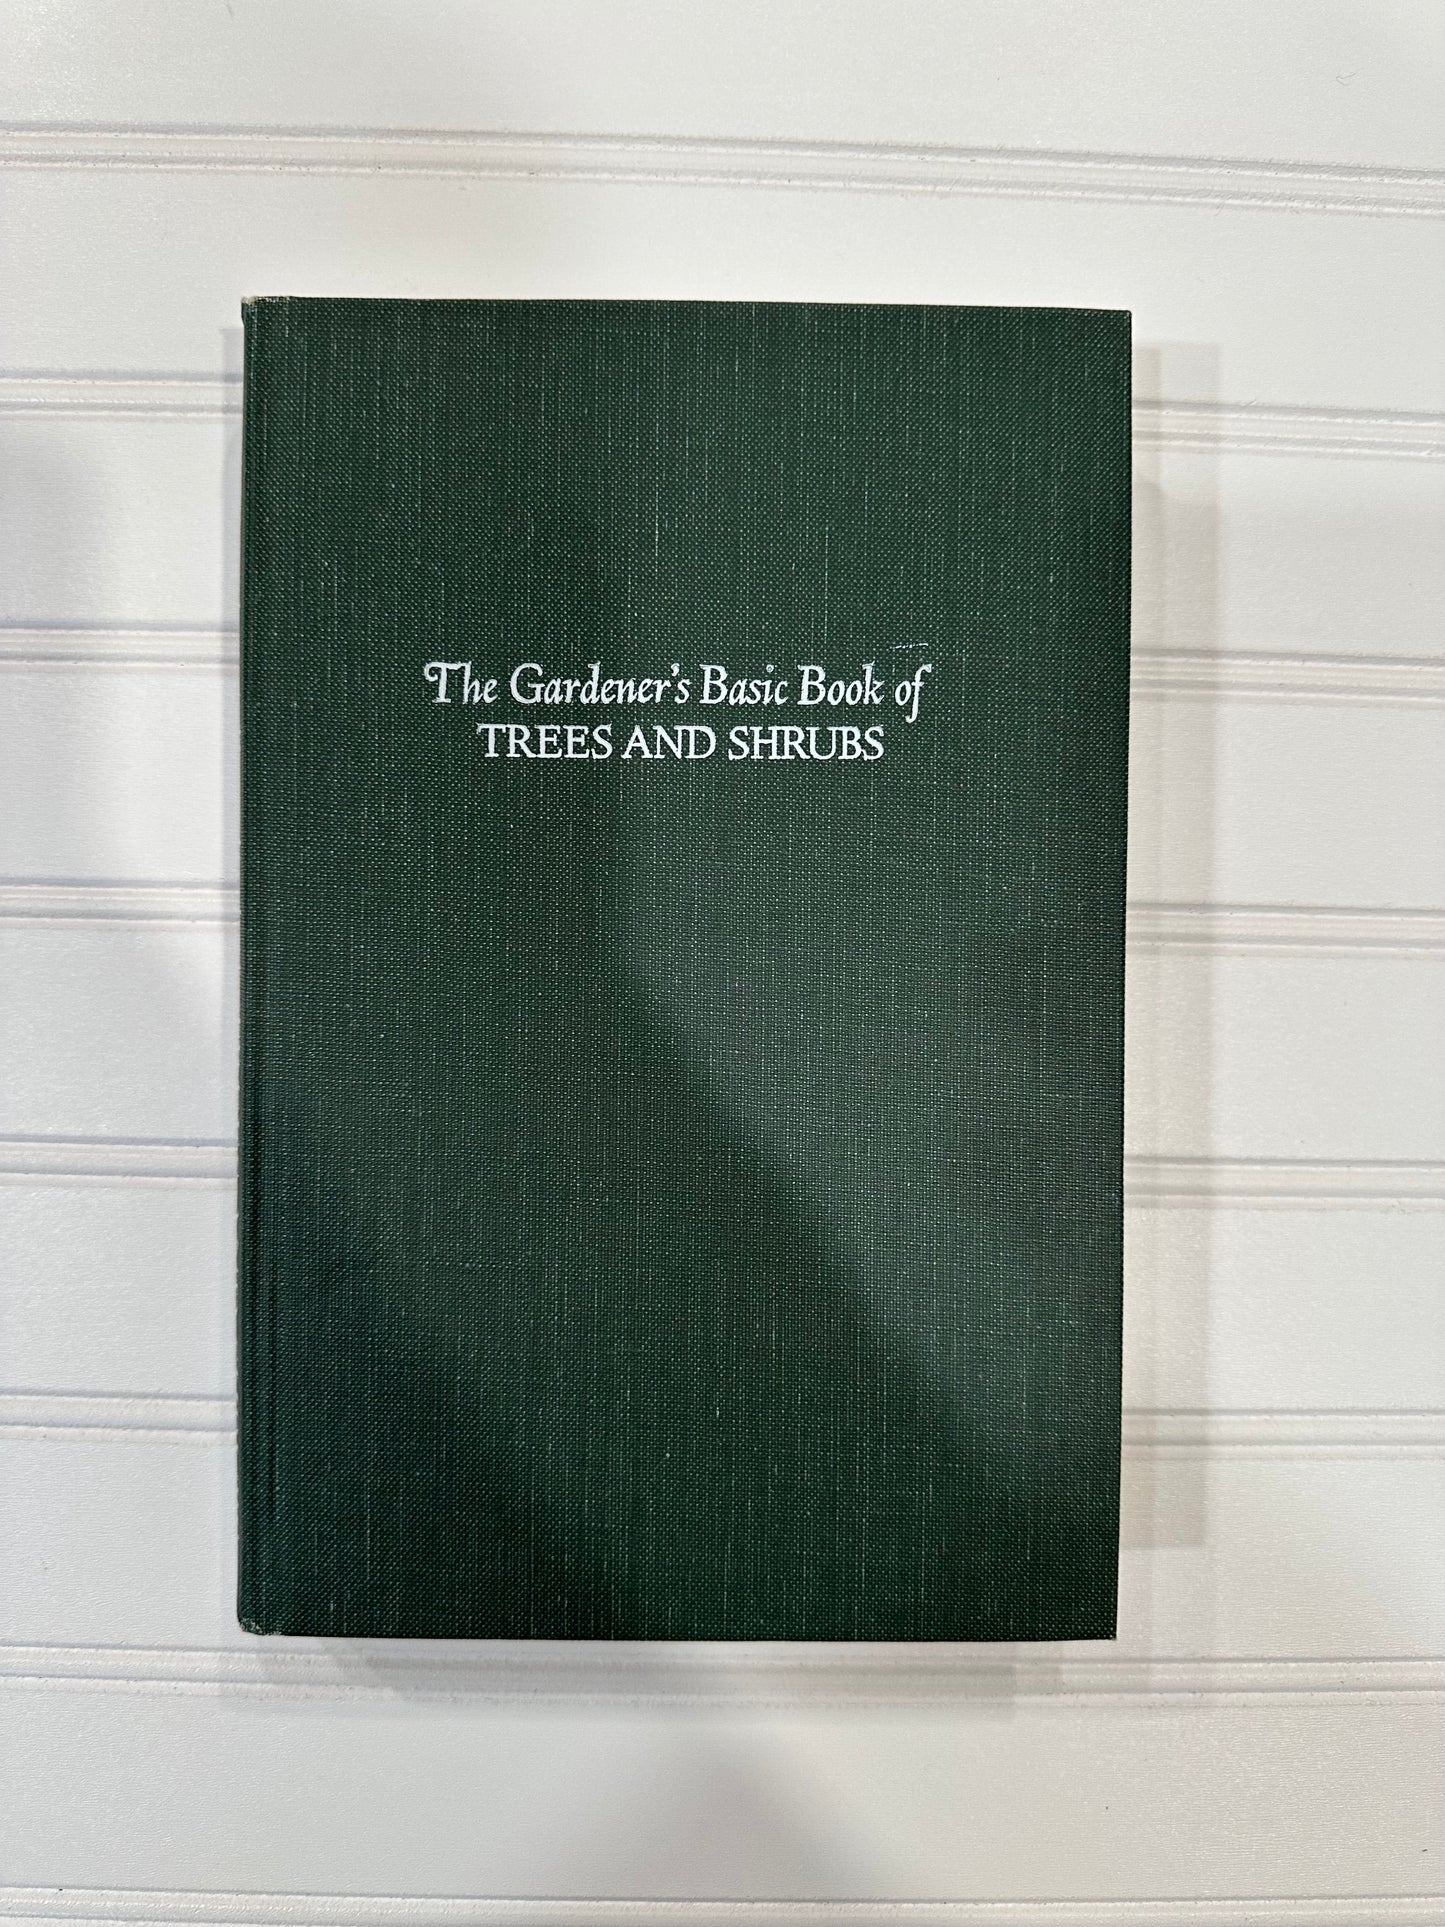 The Gardener's Basic Book of
TREES AND SHRUBS